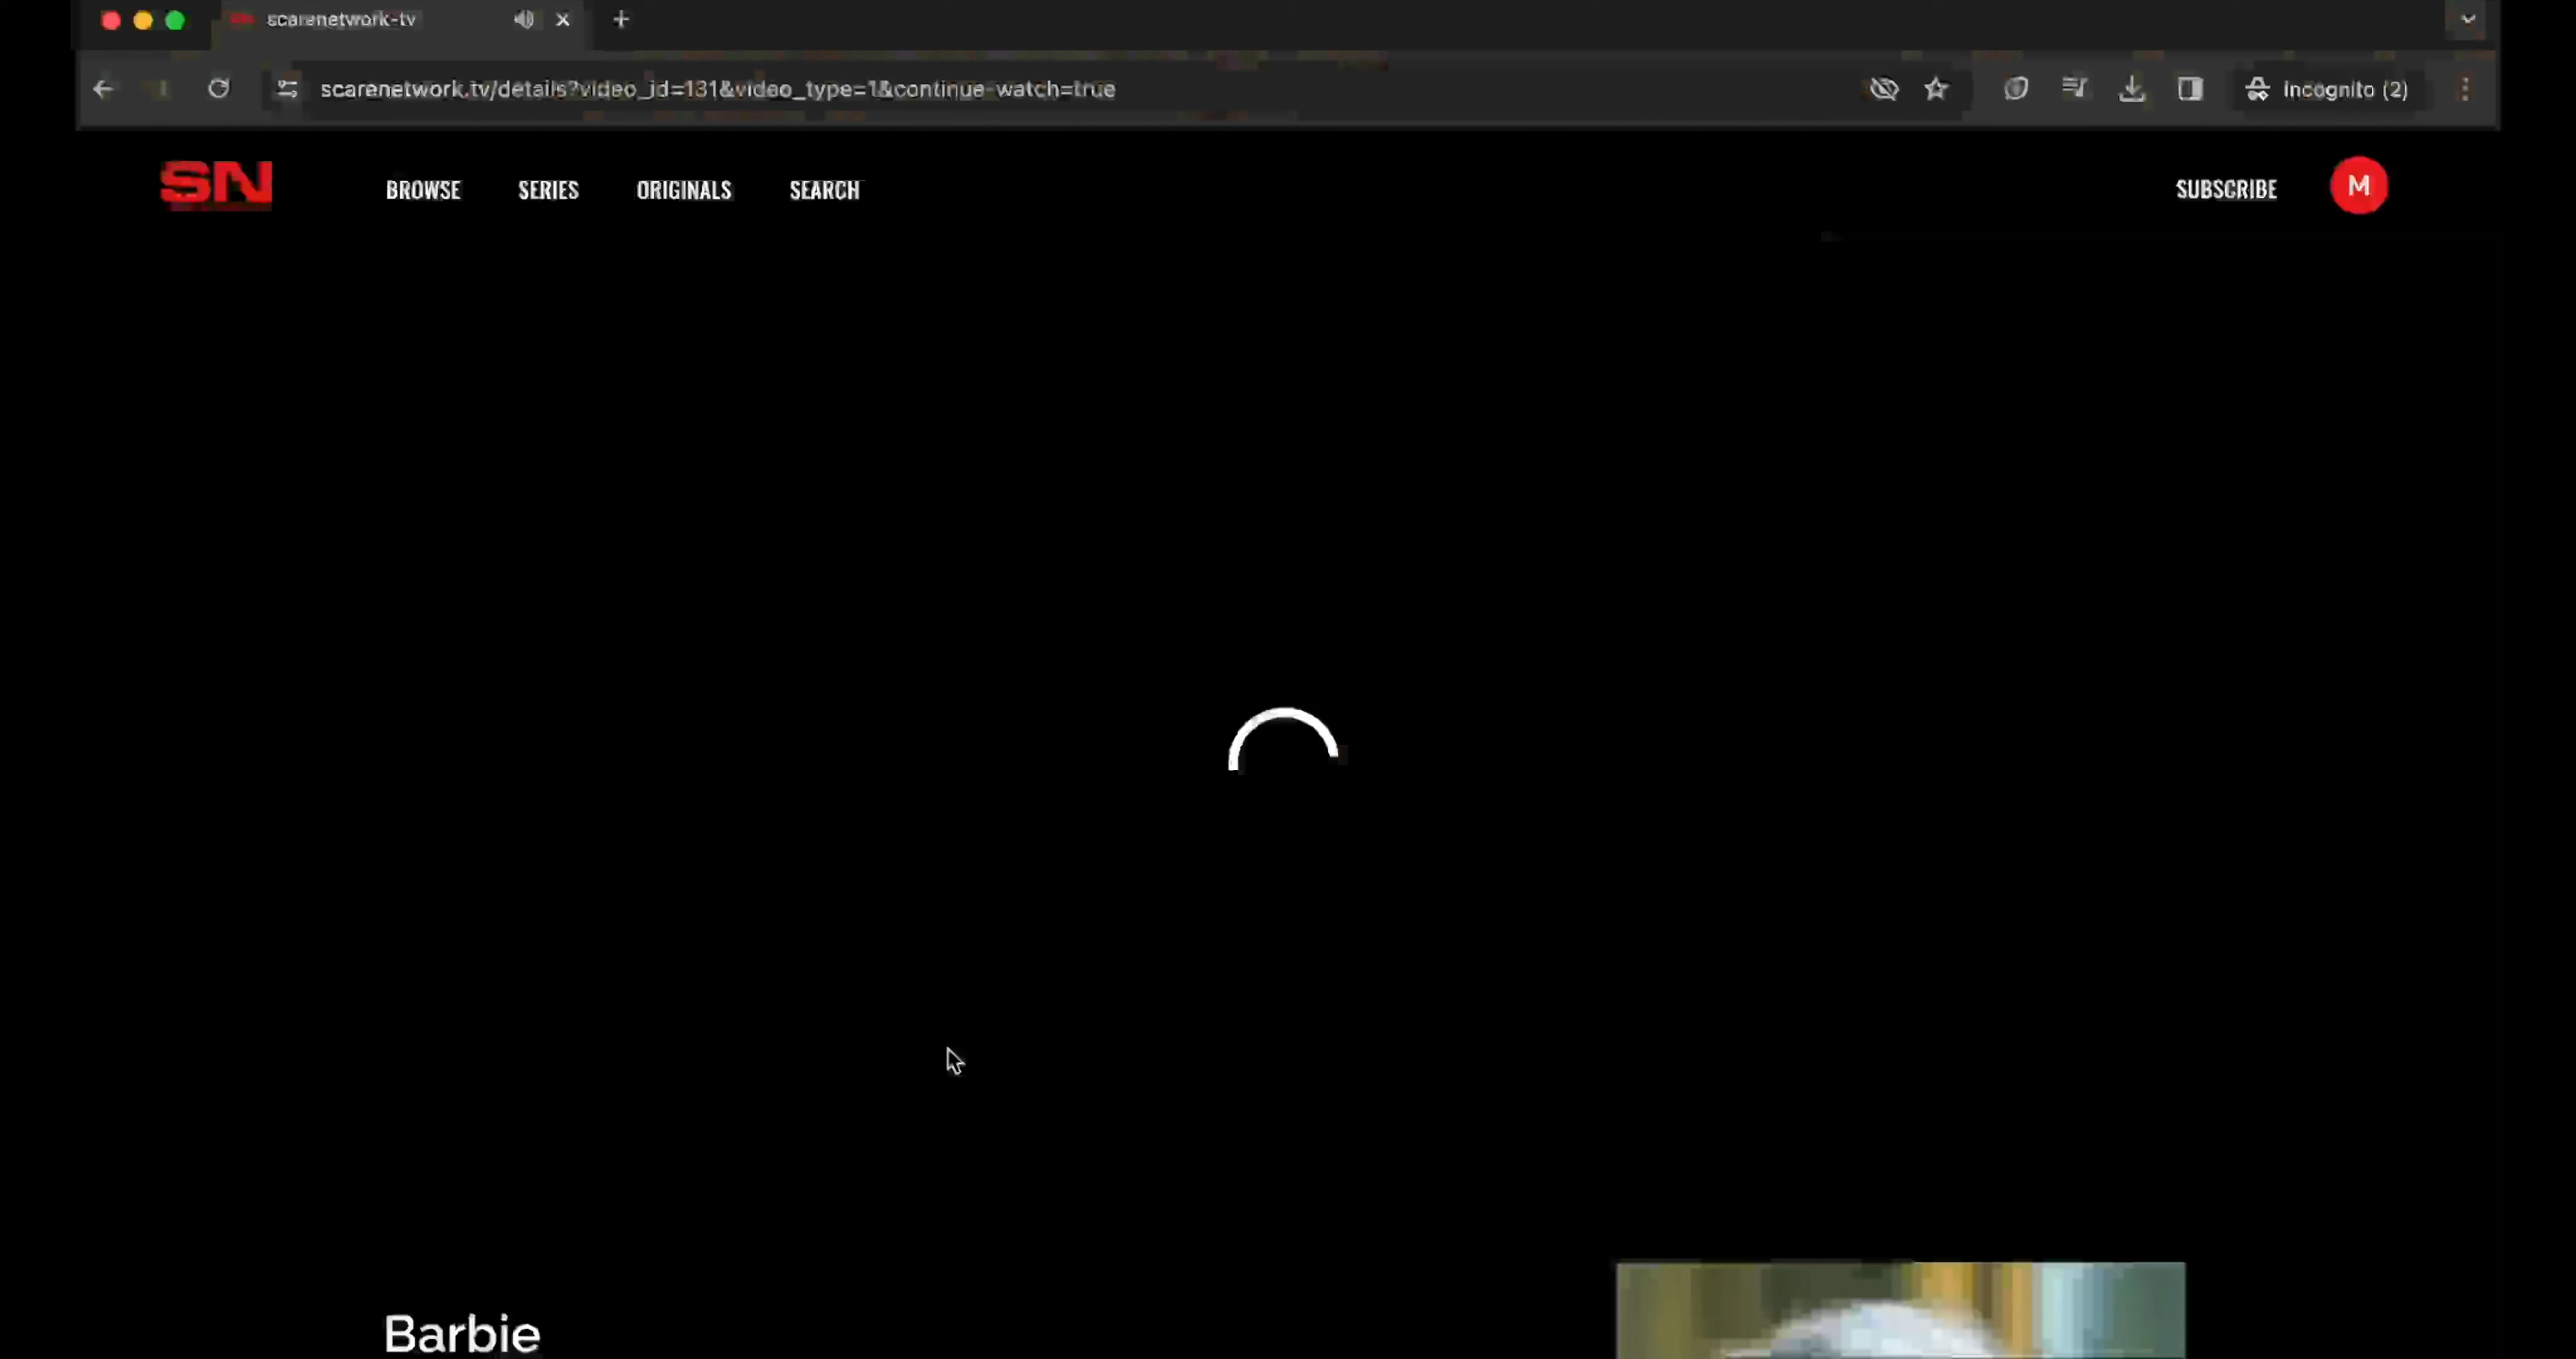 scarenetwork-tv
scarenetwork.tv/details?video_id=131&video_type=1&continue-watch=true
Incognito (2)
SN
BROWSE
SERIES
ORIGINALS
SEARCH
SUBSCRIBE
M
Barbie